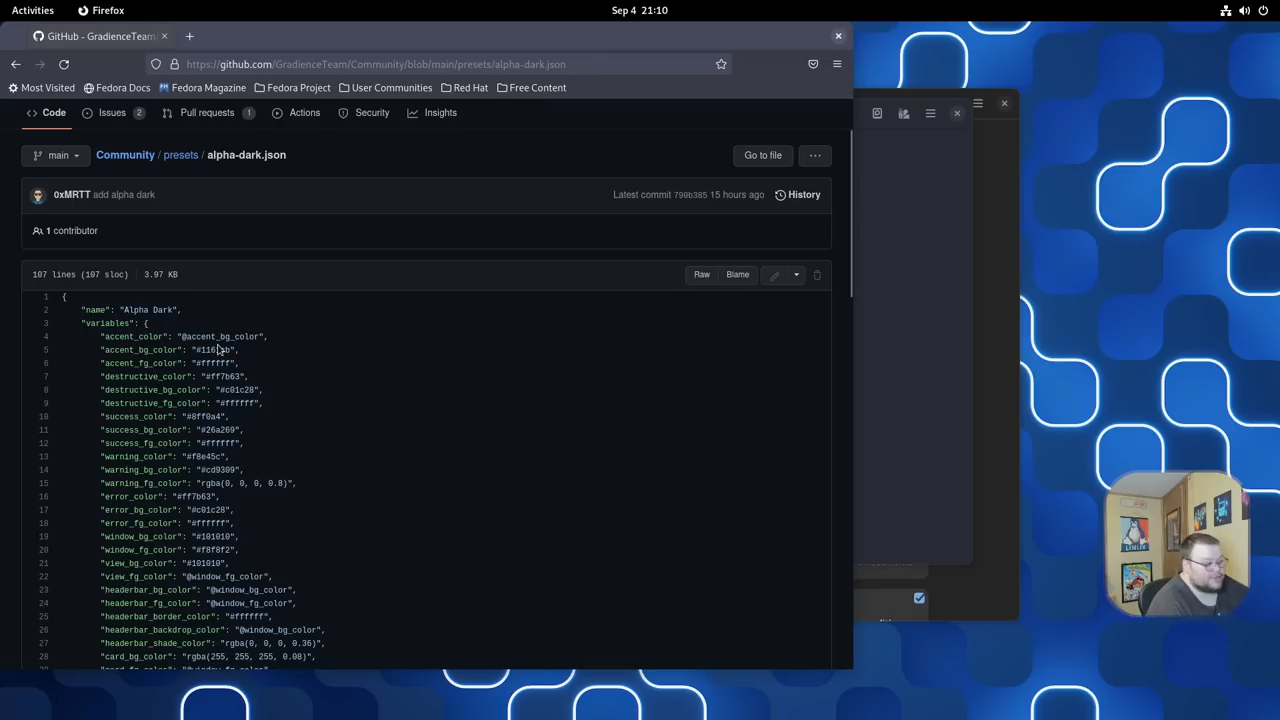 Activities Firefox Sep 4 21:10
GitHub - GradienceTeam
https://github.com/GradienceTeam/Community/blob/main/presets/alpha-dark.json
Most Visited Fedora Docs Fedora Magazine Fedora Project User Communities Red Hat Free Content
Code Issues 2 Pull requests 1 Actions Security Insights
main Community / presets / alpha-dark.json Go to file ...
0xMRTT add alpha dark Latest commit 790b385 15 hours ago History
1 contributor
107 lines (107 sloc) 3.97 KB Raw Blame
1 {
2 "name": "Alpha Dark",
3 "variables": {
4 "accent_color": "@accent_bg_color",
5 "accent_bg_color":
6 "accent_fg_color": "#ffffff",
7 "destructive_color": "#ff7b63",
8 "destructive_bg_color": "#c01c28",
9 "destructive_fg_color": "#ffffff",
10 "success_color": "#8ff0a4",
11 "success_bg_color": "#26a269",
12 "success_fg_color": "#ffffff",
13 "warning_color": "#f8e45c",
14 "warning_bg_color": "#cd9309",
15 "warning_fg_color": "rgba(0, 0, 0, 0.8)",
16 "error_color": "#ff7b63",
17 "error_bg_color": "#c01c28",
18 "error_fg_color": "#ffffff",
19 "window_bg_color": "#101010",
20 "window_fg_color": "#f8f8f2",
21 "view_bg_color": "#101010",
22 "view_fg_color": "@window_fg_color",
23 "headerbar_bg_color": "@window_bg_color",
24 "headerbar_fg_color": "@window_fg_color",
25 "headerbar_border_color": "#ffffff",
26 "headerbar_backdrop_color": "@window_bg_color",
27 "headerbar_shade_color": "rgba(0, 0, 0, 0.36)",
28 "card_bg_color": "rgba(255, 255, 255, 0.08)",